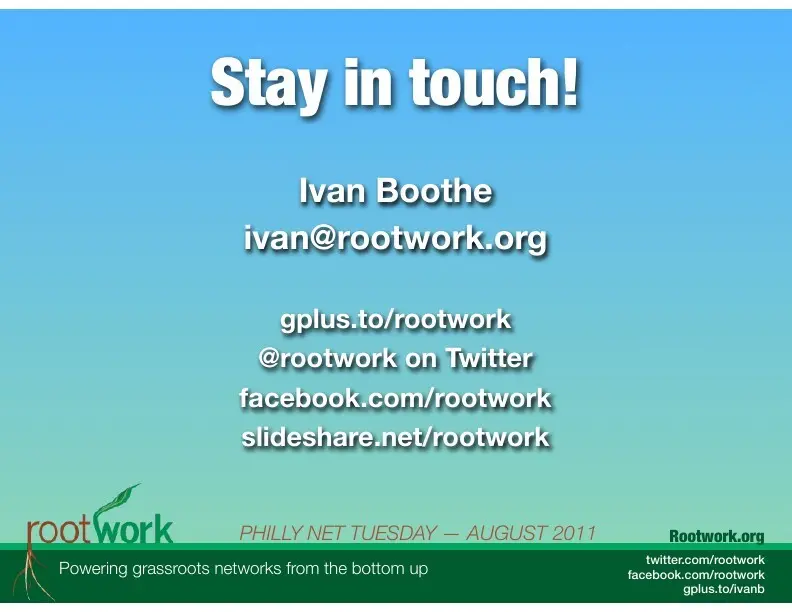 Stay in touch!
Ivan Boothe
ivan@rootwork.org
gplus.to/rootwork
@rootwork on Twitter
facebook.com/rootwork
slideshare.net/rootwork
rootwork
PHILLY NET TUESDAY — AUGUST 2011
Rootwork.org
Powering grassroots networks from the bottom up
twitter.com/rootwork
facebook.com/rootwork
gplus.to/ivanb